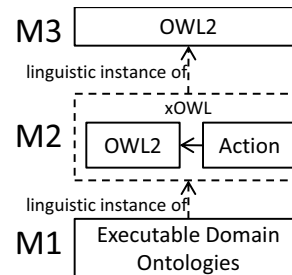 M3
OWL2
linguistic instance of
xOWL
M2
OWL2
Action
linguistic instance of
M1
Executable Domain
Ontologies